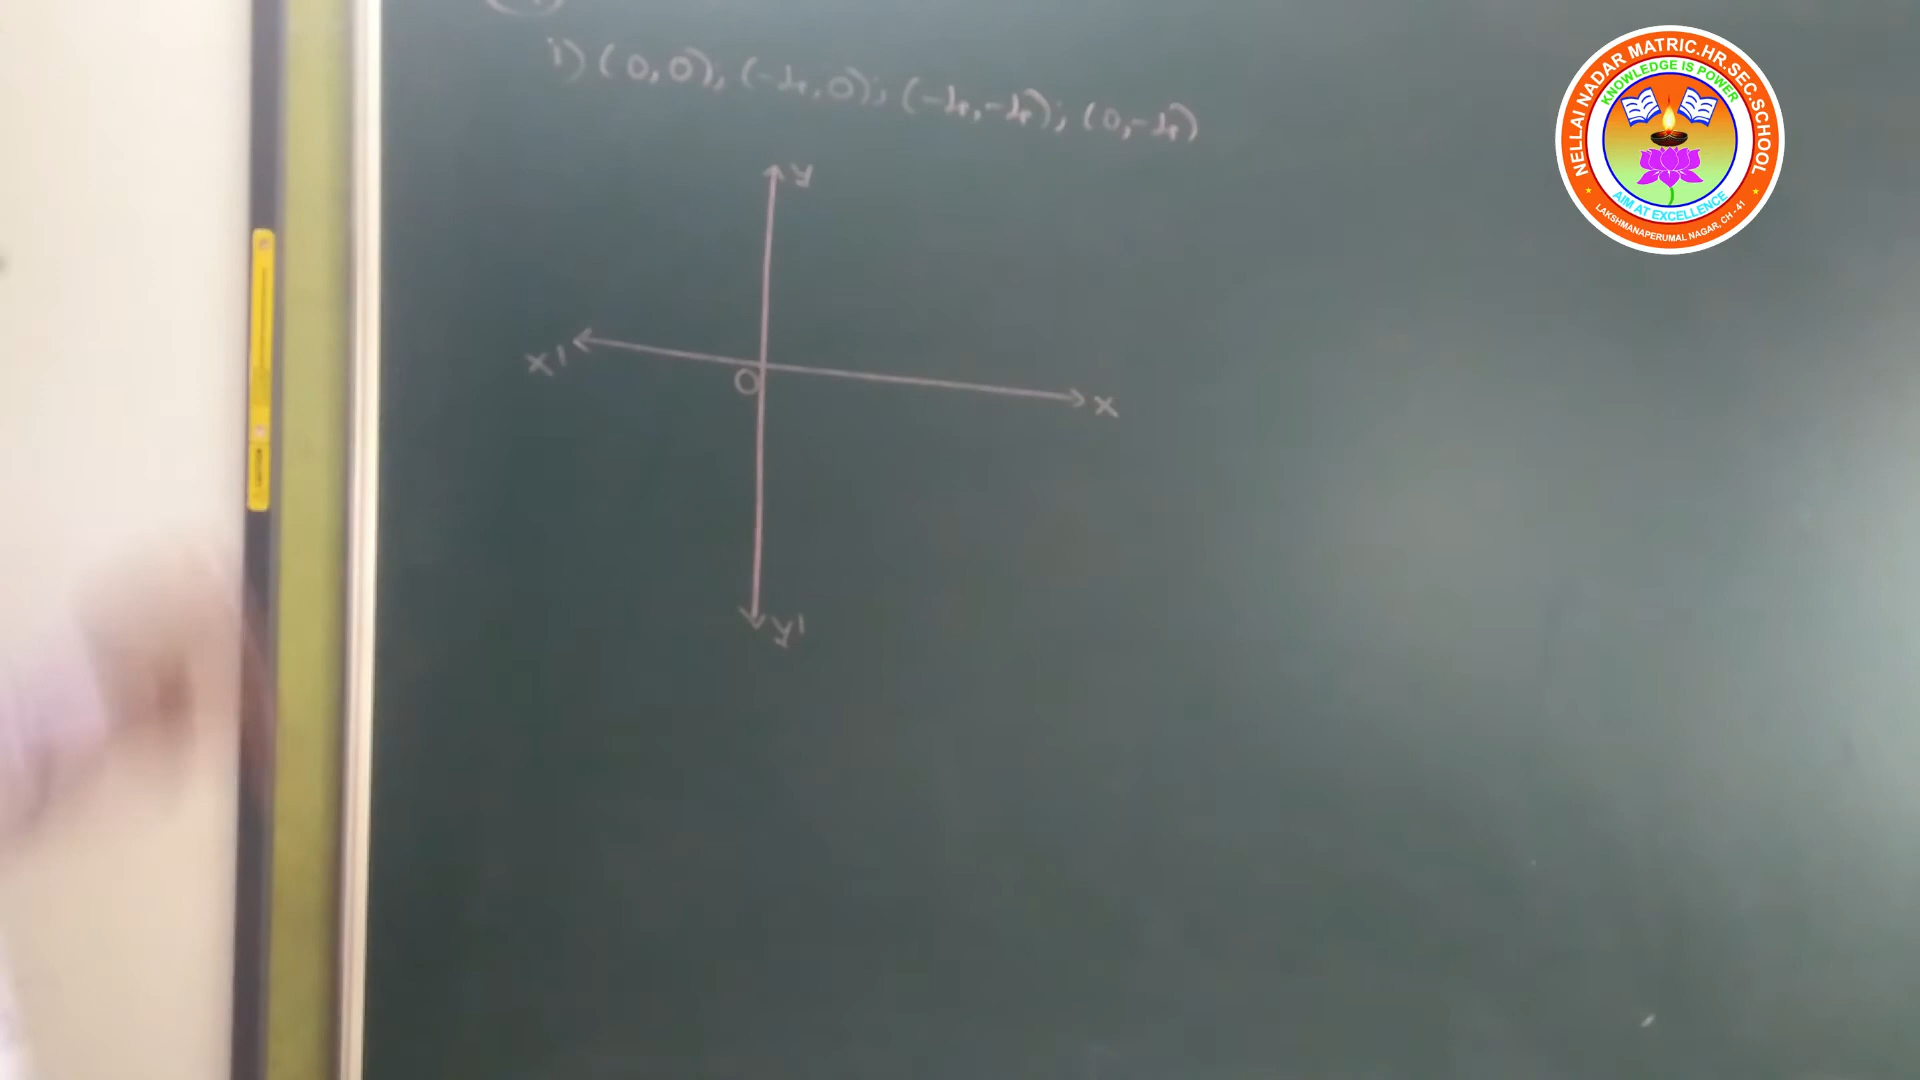 i) (0,0); (-4,0); (-4,-4); (0,-4)
y
x'
0
x
y'
NELLAI NADAR MATRIC.HR.SEC.SCHOOL
KNOWLEDGE IS POWER
AIM AT EXCELLENCE
LAKSHMANAPERUMAL NAGAR, CH - 41